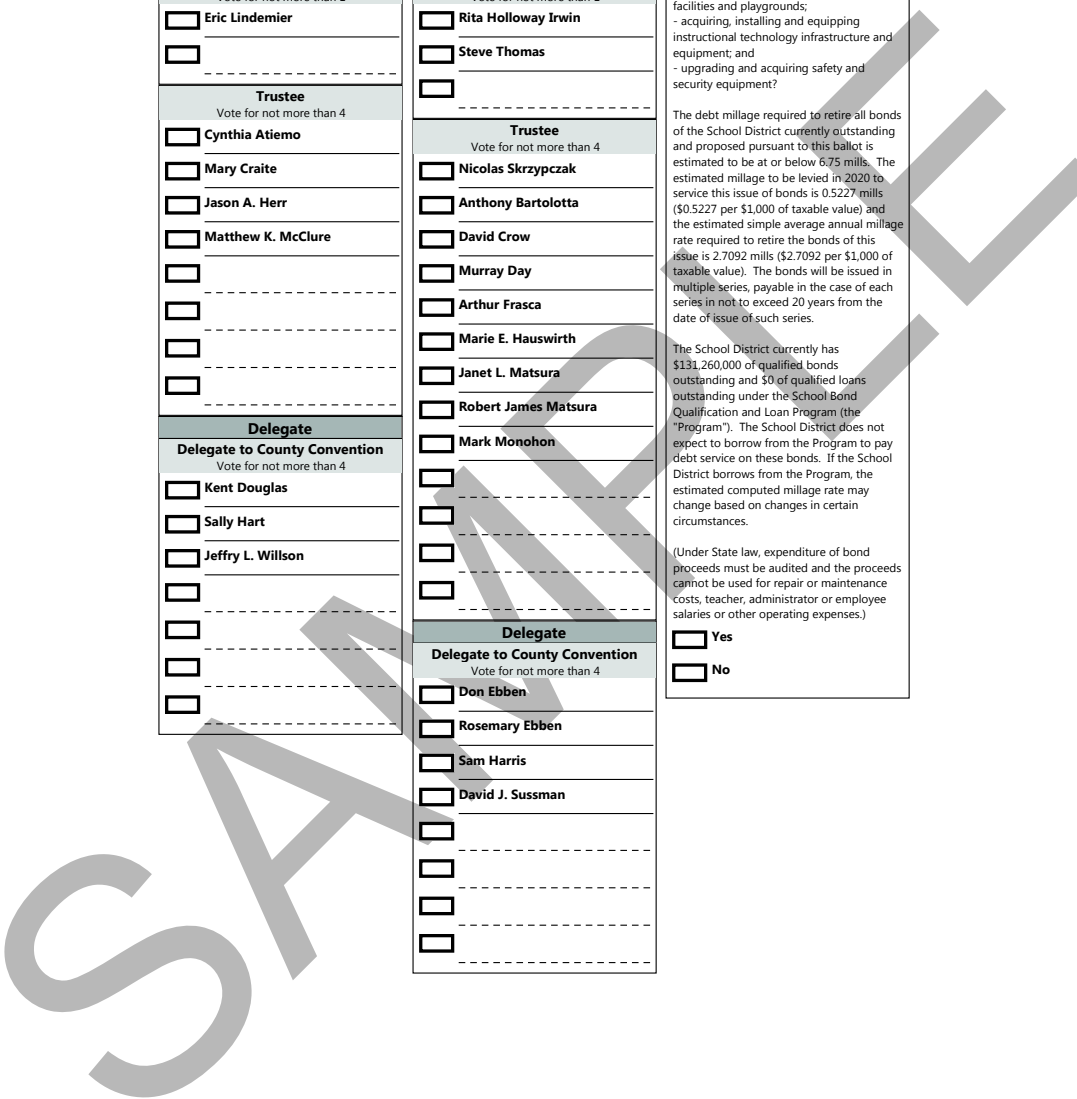 Eric Lindemier
Trustee
Vote for not more than 4
Cynthia Atiemo
Mary Craite
Jason A. Herr
Matthew K. McClure
Delegate
Delegate to County Convention
Vote for not more than 4
Kent Douglas
Sally Hart
Jeffry L. Willson
Rita Holloway Irwin
Steve Thomas
Trustee
Vote for not more than 4
Nicolas Skrzypczak
Anthony Bartolotta
David Crow
Murray Day
Arthur Frasca
Marie E. Hauswirth
Janet L. Matsura
Robert James Matsura
Mark Monohon
Delegate
Delegate to County Convention
Vote for not more than 4
Don Ebben
Rosemary Ebben
Sam Harris
David J. Sussman
facilities and playgrounds;
- acquiring, installing and equipping
instructional technology infrastructure and
equipment; and
- upgrading and acquiring safety and
security equipment?
The debt millage required to retire all bonds
of the School District currently outstanding
and proposed pursuant to this ballot is
estimated to be at or below 6.75 mills.  The
estimated millage to be levied in 2020 to
service this issue of bonds is 0.5227 mills
($0.5227 per $1,000 of taxable value) and
the estimated simple average annual millage
rate required to retire the bonds of this
issue is 2.7092 mills ($2.7092 per $1,000 of
taxable value).  The bonds will be issued in
multiple series, payable in the case of each
series in not to exceed 20 years from the
date of issue of such series.
The School District currently has
$131,260,000 of qualified bonds
outstanding and $0 of qualified loans
outstanding under the School Bond
Qualification and Loan Program (the
"Program").  The School District does not
expect to borrow from the Program to pay
debt service on these bonds.  If the School
District borrows from the Program, the
estimated computed millage rate may
change based on changes in certain
circumstances.
(Under State law, expenditure of bond
proceeds must be audited and the proceeds
cannot be used for repair or maintenance
costs, teacher, administrator or employee
salaries or other operating expenses.)
Yes
No
SAMPLE